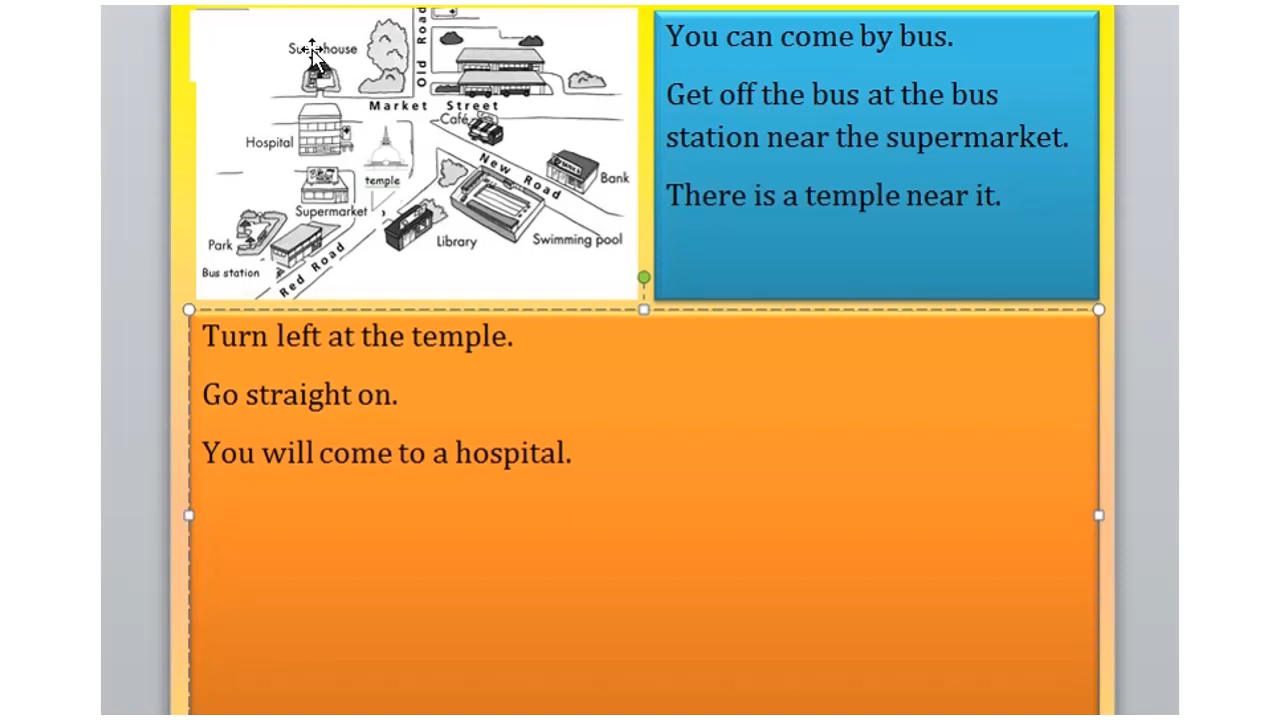 Old Road
house
Market Street
Café
Hospital
New Road
temple
Bank
Supermarket
Park
Library
Swimming pool
Bus station
Red Road
You can come by bus.
Get off the bus at the bus
station near the supermarket.
There is a temple near it.
Turn left at the temple.
Go straight on.
You will come to a hospital.